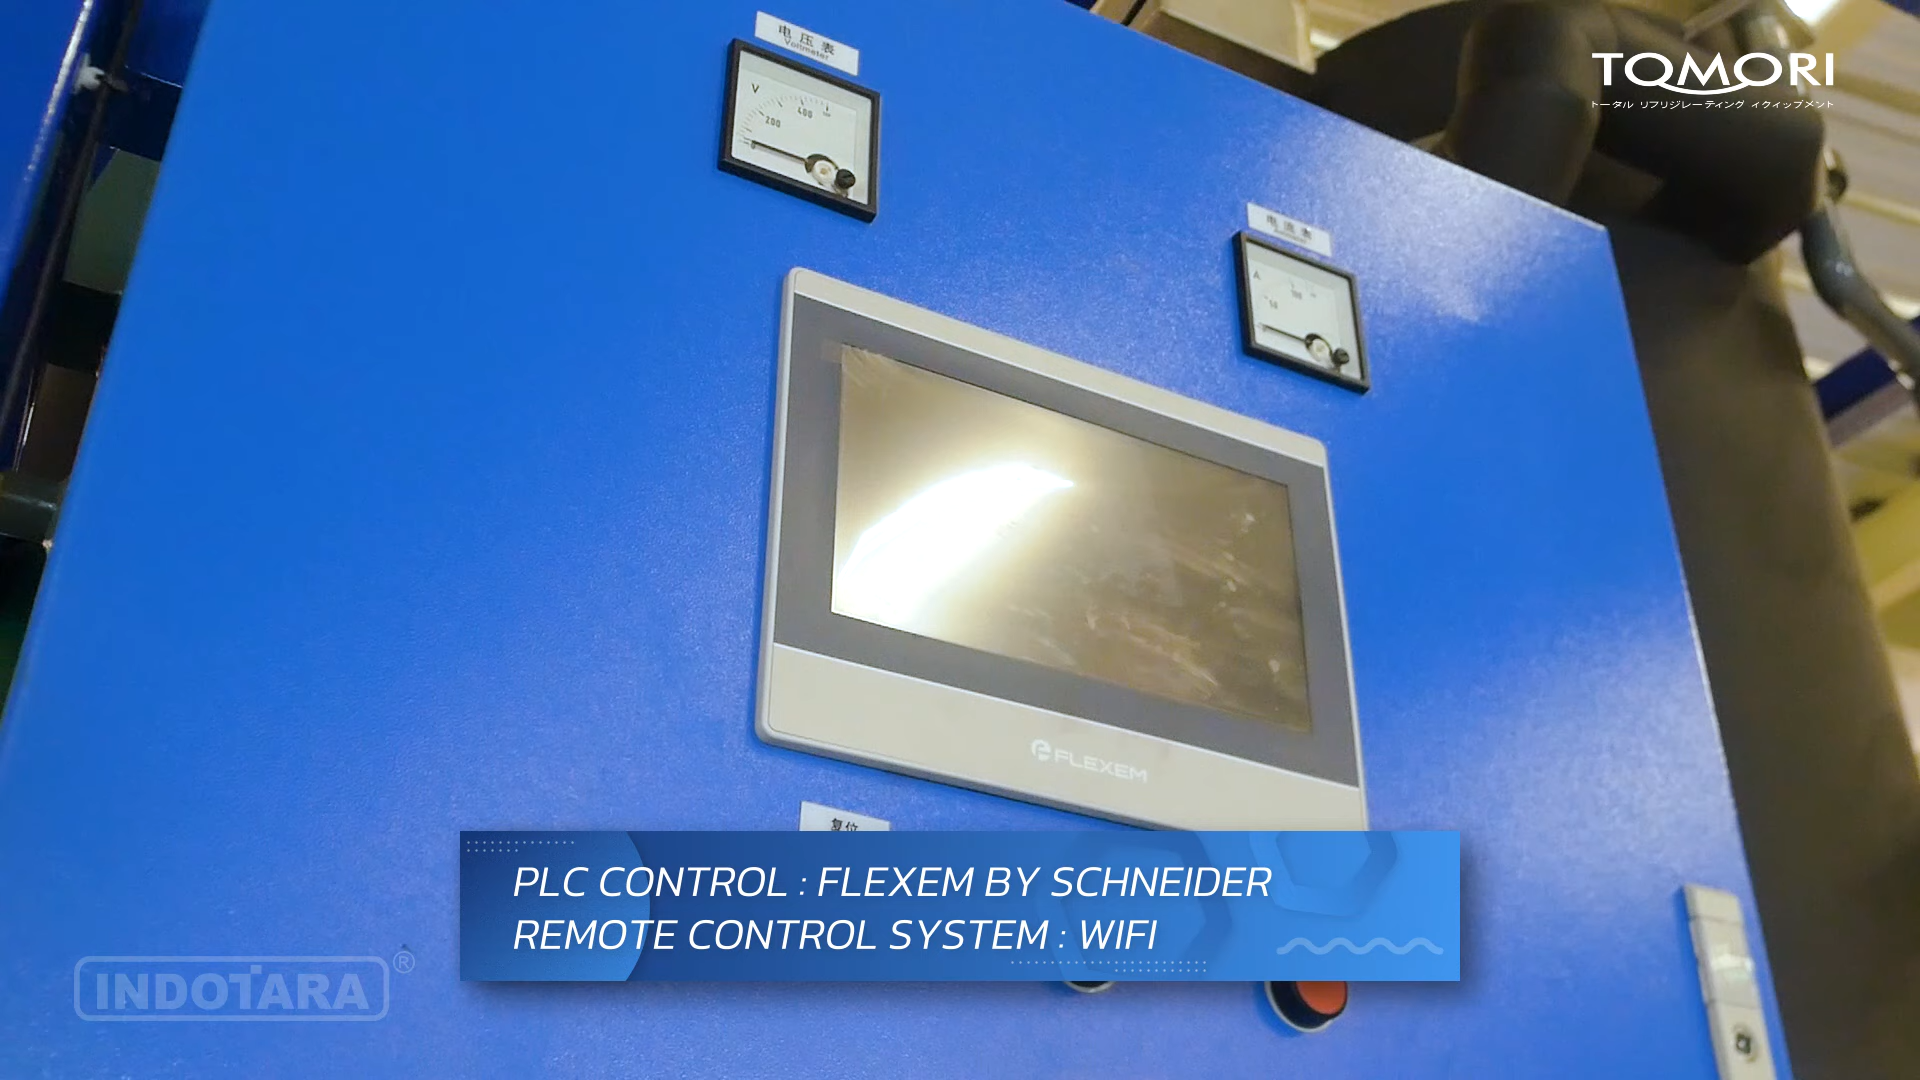 电压表
Voltmeter
V
200
400
TOMORI
トータル リフリジレーティング イクイップメント
电流表
A
50
100
FLEXEM
复位
PLC CONTROL : FLEXEM BY SCHNEIDER
REMOTE CONTROL SYSTEM : WIFI
INDOTARA®